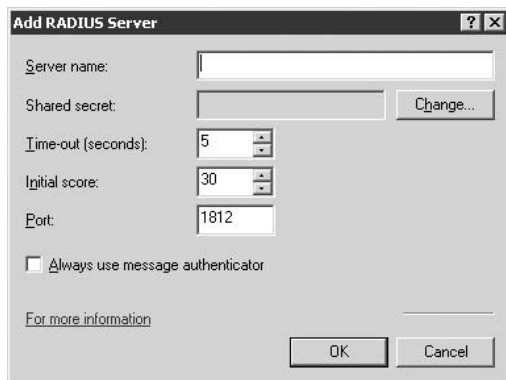 Add RADIUS Server
Server name:
Shared secret:
Change...
Time-out (seconds):
5
Initial score:
30
Port:
1812
Always use message authenticator
For more information
OK
Cancel